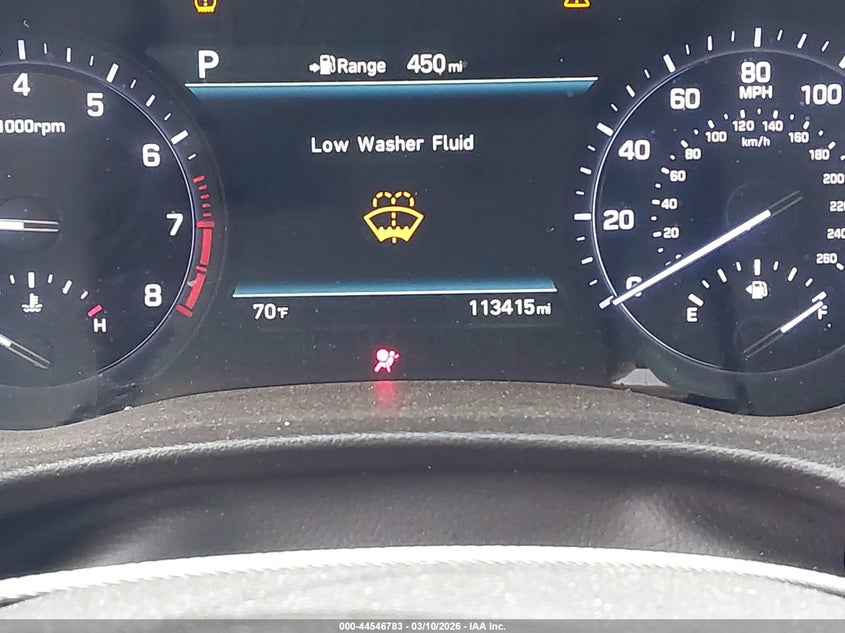 P
Range 450 mi
Low Washer Fluid
70°F
113415 mi
4
5
6
7
8
1000rpm
H
0
20
40
60
80
100
MPH
20
40
60
80
100
120
140
160
180
200
220
240
260
km/h
E
F
000-44546783 - 03/10/2026 - IAA Inc.